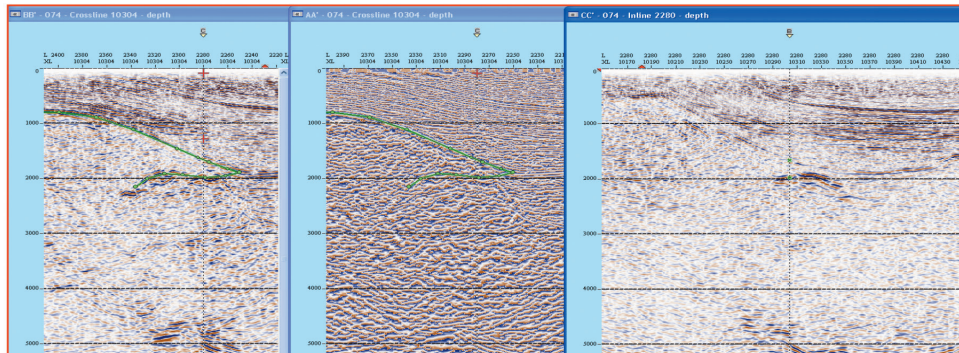 BB' - 074 - Crossline 10304 - depth
L 2400 2380 2360 2340 2320 2300 2280 2260 2240 2220 L
XL 10304 10304 10304 10304 10304 10304 10304 10304 10304 XL
0
1000
2000
3000
4000
5000
AA' - 074 - Crossline 10304 - depth
L 2390 2370 2350 2330 2310 2290 2270 2250 2230
XL 10304 10304 10304 10304 10304 10304 10304 10304 10304
0
1000
2000
3000
4000
5000
CC' - 074 - Inline 2280 - depth
L 2280 2280 2280 2280 2280 2280 2280 2280 2280 2280 2280 2280 2280 2280
XL 10170 10190 10210 10230 10250 10270 10290 10310 10330 10350 10370 10390 10410 10430
0
1000
2000
3000
4000
5000